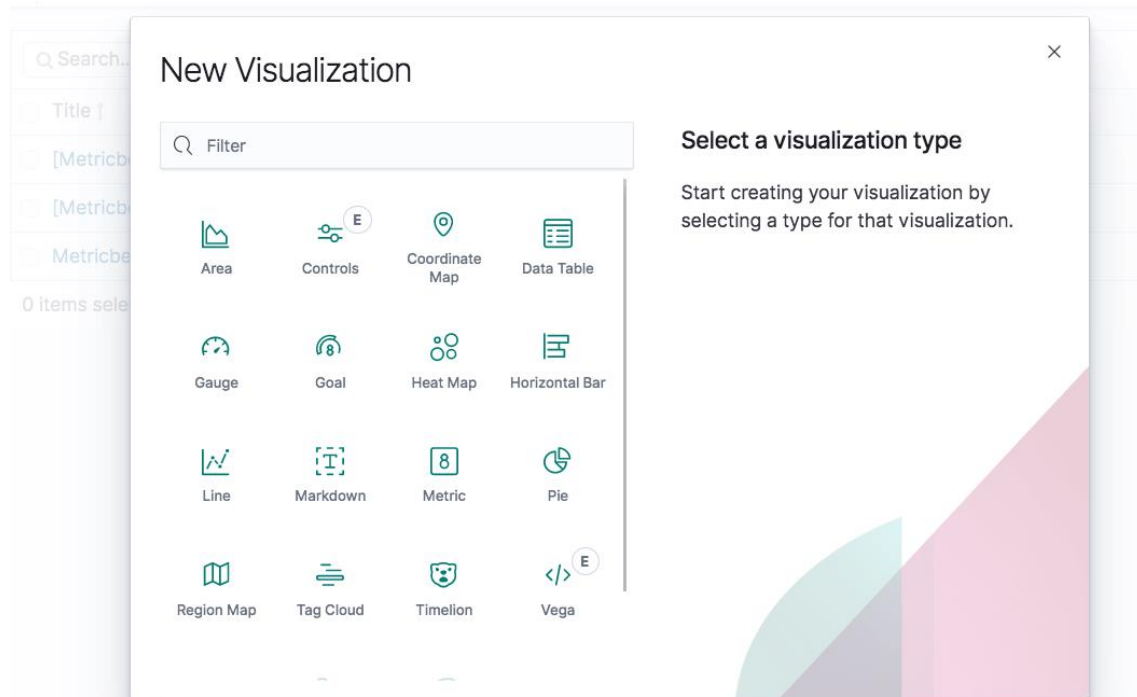 New Visualization
Search...
Title ↑
[Metricb
[Metricb
Metricbe
0 items sele
Filter
Area
E
Controls
Coordinate
Map
Data Table
Gauge
8
Goal
Heat Map
Horizontal Bar
Line
T
Markdown
8
Metric
Pie
Region Map
Tag Cloud
Timelion
</>
E
Vega
Select a visualization type
Start creating your visualization by
selecting a type for that visualization.